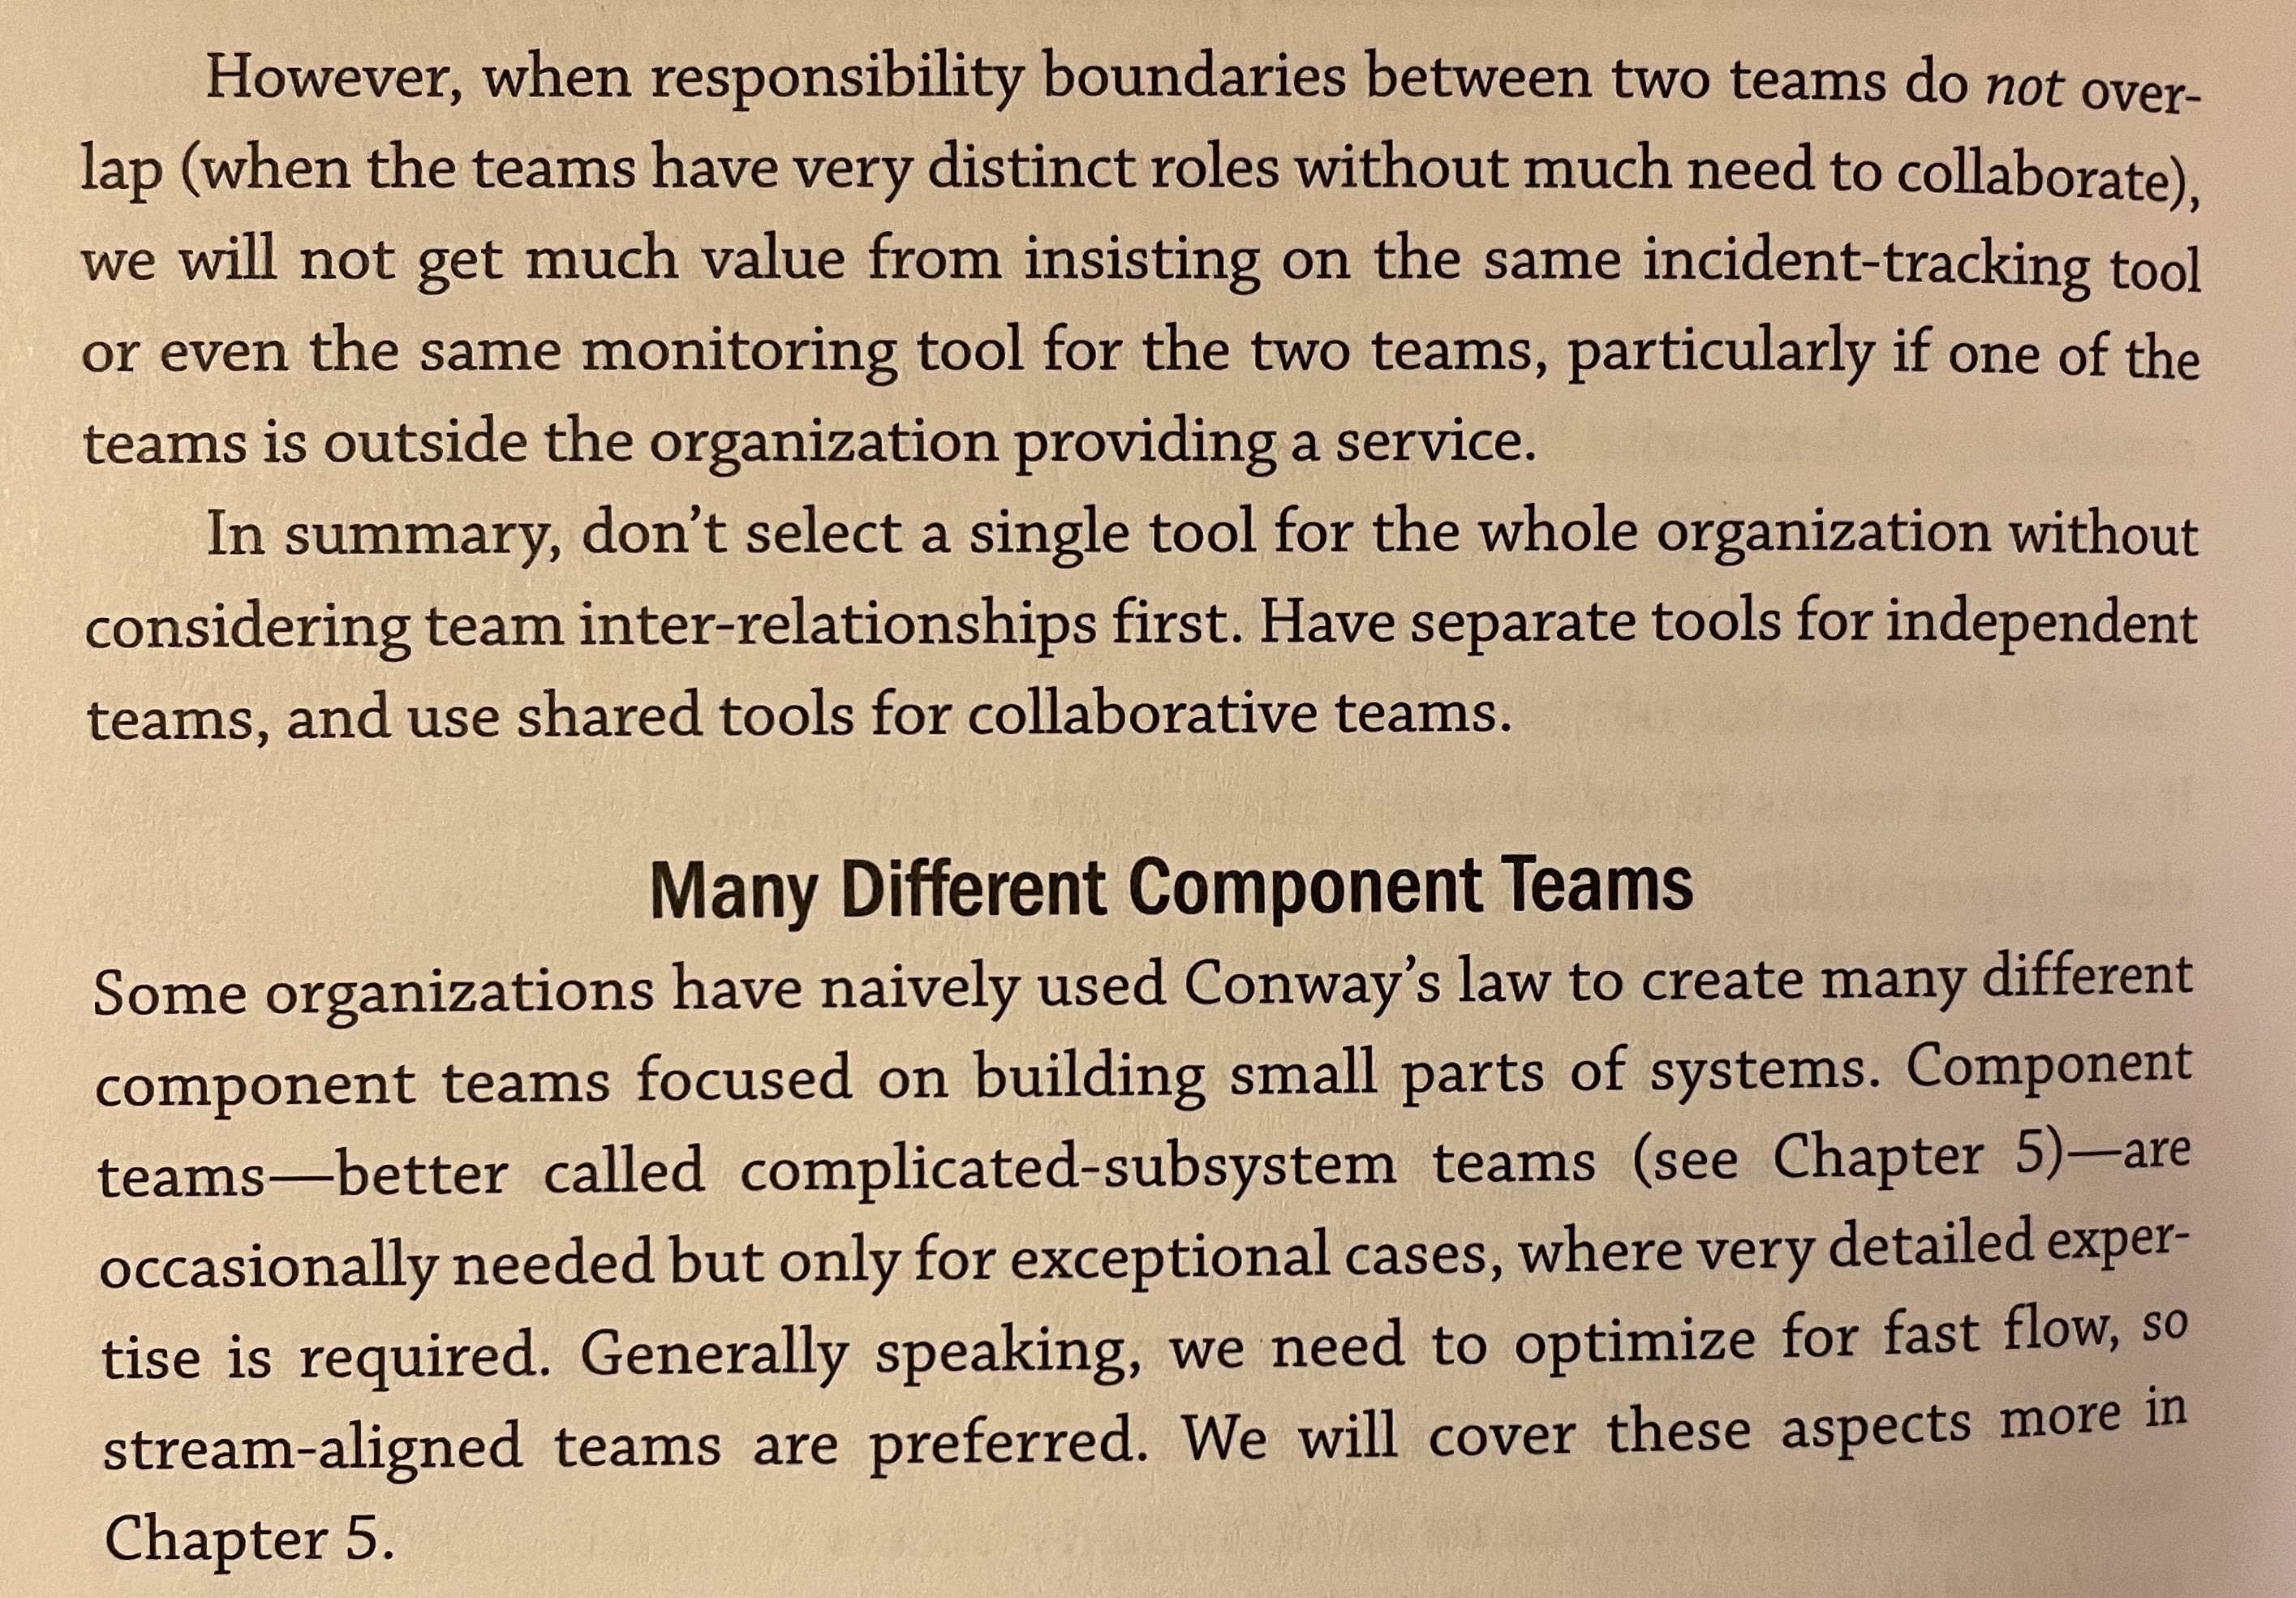 However, when responsibility boundaries between two teams do not over-
lap (when the teams have very distinct roles without much need to collaborate),
we will not get much value from insisting on the same incident-tracking tool
or even the same monitoring tool for the two teams, particularly if one of the
teams is outside the organization providing a service.
In summary, don’t select a single tool for the whole organization without
considering team inter-relationships first. Have separate tools for independent
teams, and use shared tools for collaborative teams.
Many Different Component Teams
Some organizations have naively used Conway’s law to create many different
component teams focused on building small parts of systems. Component
teams—better called complicated-subsystem teams (see Chapter 5)—are
occasionally needed but only for exceptional cases, where very detailed exper-
tise is required. Generally speaking, we need to optimize for fast flow, so
stream-aligned teams are preferred. We will cover these aspects more in
Chapter 5.